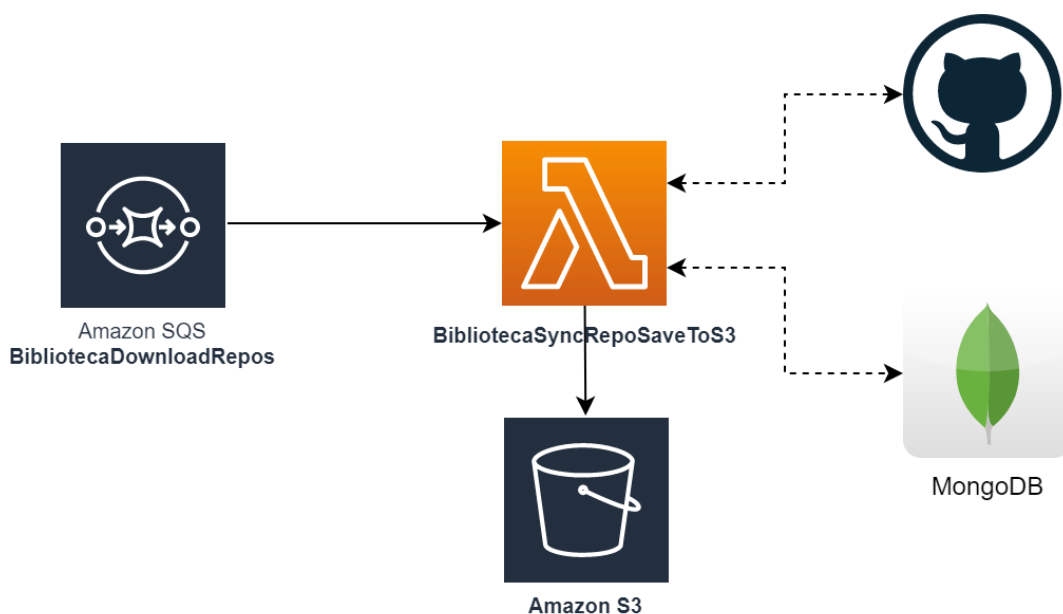 Amazon SQS
BibliotecaDownloadRepos
BibliotecaSyncRepoSaveToS3
MongoDB
Amazon S3